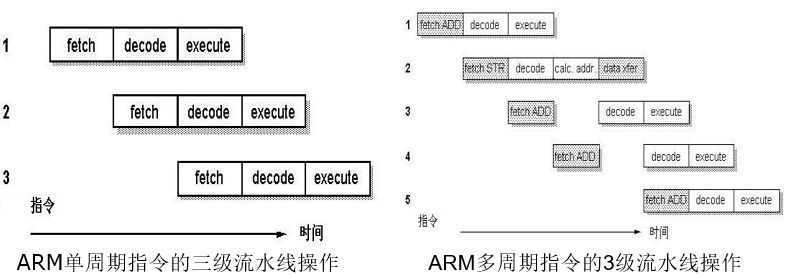 1 fetch decode execute
2 fetch decode execute
3 fetch decode execute
指令
时间
ARM单周期指令的三级流水线操作
1 fetch ADD decode execute
2 fetch STR decode calc. addr. data xfer
3 fetch ADD decode execute
4 fetch ADD decode execute
5 fetch ADD decode execute
指令
时间
ARM多周期指令的3级流水线操作